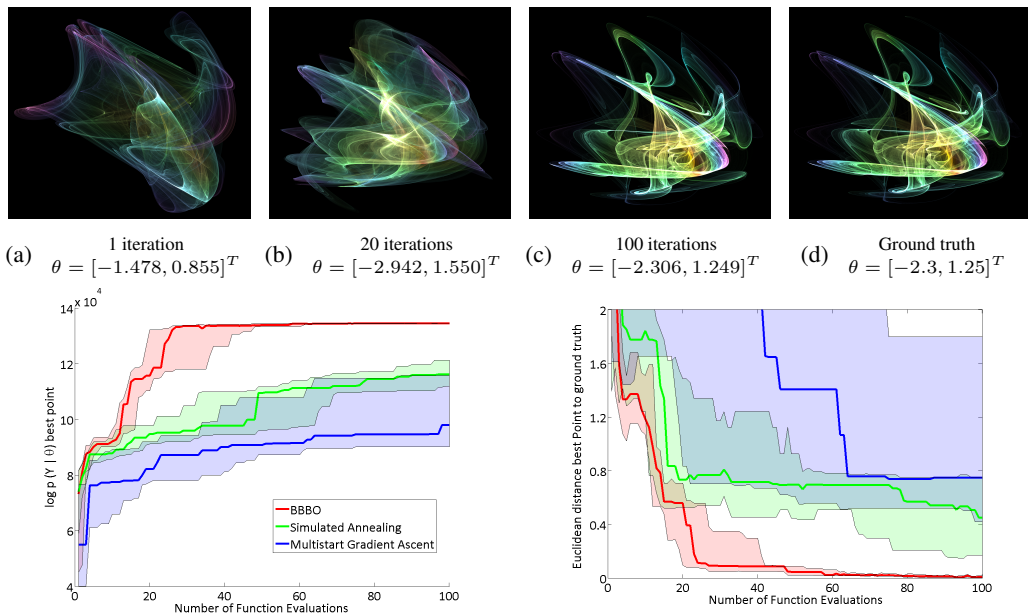 (a) 1 iteration
θ = [−1.478, 0.855]^T
(b) 20 iterations
θ = [−2.942, 1.550]^T
(c) 100 iterations
θ = [−2.306, 1.249]^T
(d) Ground truth
θ = [−2.3, 1.25]^T
x 10^4
14
12
10
8
6
4
log p (Y | θ) best point
BBBO
Simulated Annealing
Multistart Gradient Ascent
0 20 40 60 80 100
Number of Function Evaluations
2
1.6
1.2
0.8
0.4
0
Euclidean distance best Point to ground truth
0 20 40 60 80 100
Number of Function Evaluations